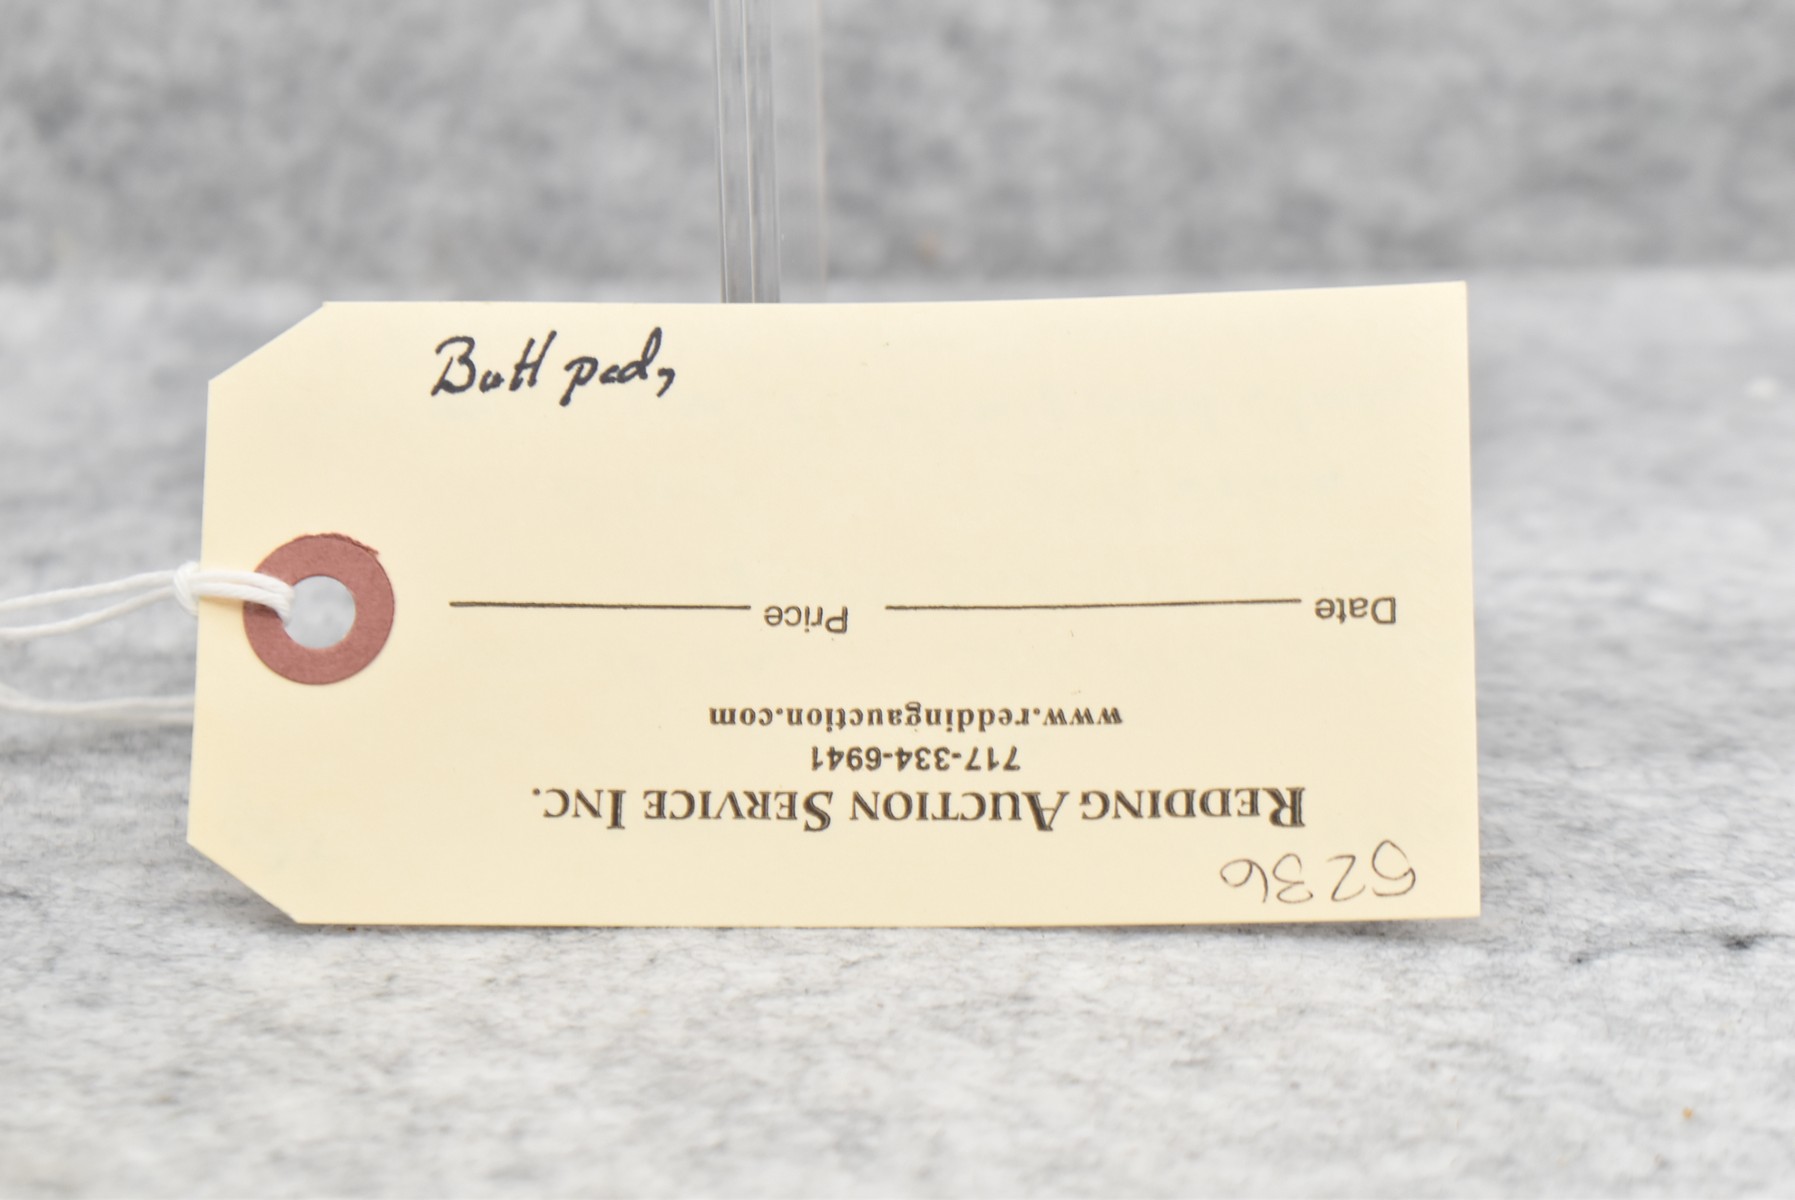 Butt pad,
5236
REDDING AUCTION SERVICE INC.
717-334-6941
www.reddingauction.com
Date Price